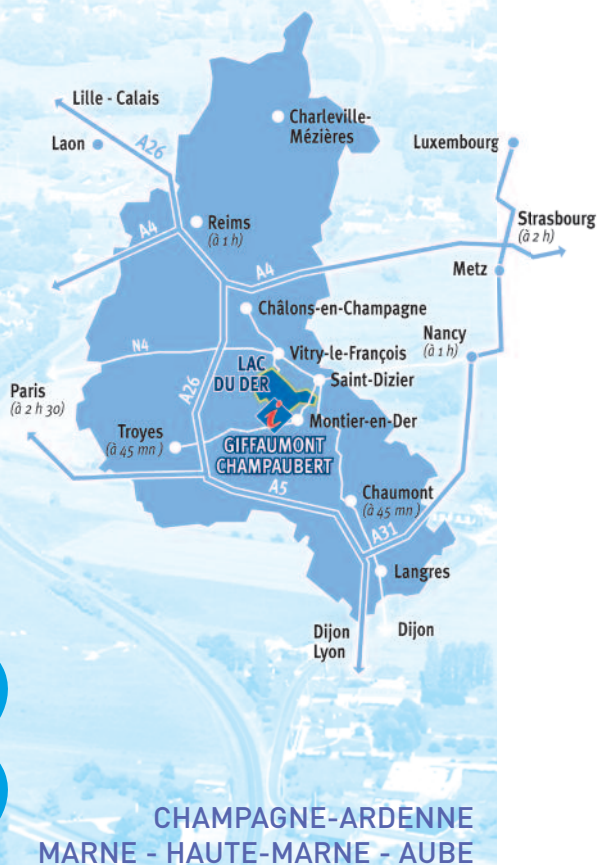 Lille - Calais
Charleville-
Mézières
A26
Laon
Luxembourg
Reims
(à 1 h)
Strasbourg
(à 2 h)
A4
A4
Metz
Châlons-en-Champagne
Nancy
(à 1 h)
N4
Vitry-le-François
LAC
DU DER
Saint-Dizier
Paris
(à 2 h 30)
A26
i
Montier-en-Der
Troyes
(à 45 mn )
GIFFAUMONT
CHAMPAUBERT
A5
Chaumont
(à 45 mn )
A31
Langres
Dijon
Lyon
Dijon
CHAMPAGNE-ARDENNE
MARNE - HAUTE-MARNE - AUBE